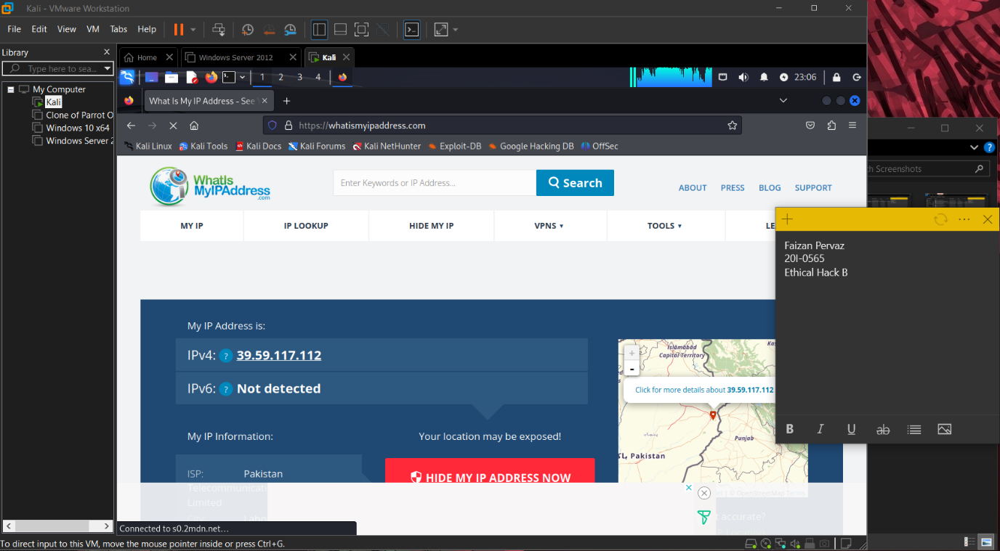 Kali - VMware Workstation
File Edit View VM Tabs Help
Library
Type here to sea...
My Computer
Kali
Clone of Parrot O
Windows 10 x64
Windows Server 2
Home
Windows Server 2012
Kali
1 2 3 4
23:06
What Is My IP Address - See
https://whatismyipaddress.com
Kali Linux Kali Tools Kali Docs Kali Forums Kali NetHunter Exploit-DB Google Hacking DB OffSec
WhatIs
MyIPAddress
.com
Enter Keywords or IP Address...
Search
ABOUT PRESS BLOG SUPPORT
MY IP IP LOOKUP HIDE MY IP VPNS TOOLS LE
My IP Address is:
IPv4: ? 39.59.117.112
IPv6: ? Not detected
My IP Information:
Your location may be exposed!
ISP: Pakistan
Telecommunicati
Limited
HIDE MY IP ADDRESS NOW
Islāmābād
Capital Territory
+
-
Click for more details about 39.59.117.112
Punjab
Pakistan
OpenStreetMap Terms
accurate?
Connected to s0.2mdn.net...
To direct input to this VM, move the mouse pointer inside or press Ctrl+G.
ch Screenshots
Faizan Pervaz
20I-0565
Ethical Hack B
B I U ab